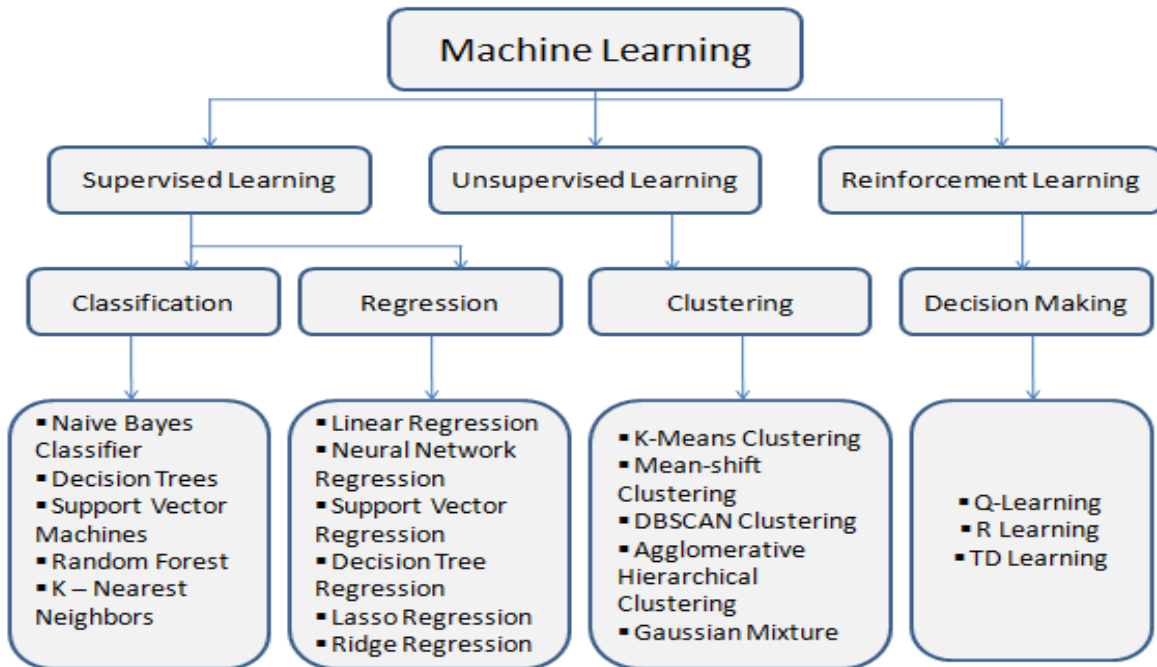 Machine Learning
Supervised Learning
Unsupervised Learning
Reinforcement Learning
Classification
Regression
Clustering
Decision Making
▪ Naive Bayes
Classifier
▪ Decision Trees
▪ Support Vector
Machines
▪ Random Forest
▪ K – Nearest
Neighbors
▪ Linear Regression
▪ Neural Network
Regression
▪ Support Vector
Regression
▪ Decision Tree
Regression
▪ Lasso Regression
▪ Ridge Regression
▪ K-Means Clustering
▪ Mean-shift
Clustering
▪ DBSCAN Clustering
▪ Agglomerative
Hierarchical
Clustering
▪ Gaussian Mixture
▪ Q-Learning
▪ R Learning
▪ TD Learning